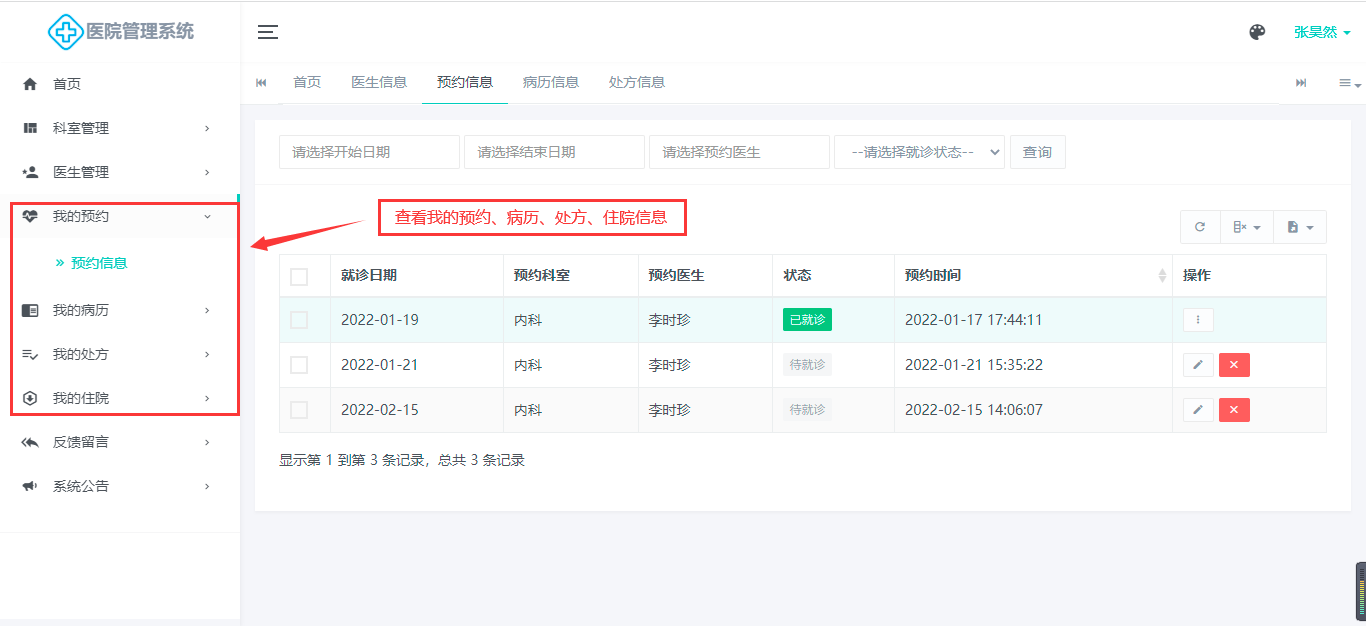 医院管理系统
张昊然
首页
科室管理
医生管理
我的预约
预约信息
我的病历
我的处方
我的住院
反馈留言
系统公告
首页 医生信息 预约信息 病历信息 处方信息
请选择开始日期 请选择结束日期 请选择预约医生 --请选择就诊状态-- 查询
查看我的预约、病历、处方、住院信息
就诊日期 预约科室 预约医生 状态 预约时间 操作
2022-01-19 内科 李时珍 已就诊 2022-01-17 17:44:11
2022-01-21 内科 李时珍 待就诊 2022-01-21 15:35:22
2022-02-15 内科 李时珍 待就诊 2022-02-15 14:06:07
显示第 1 到第 3 条记录，总共 3 条记录